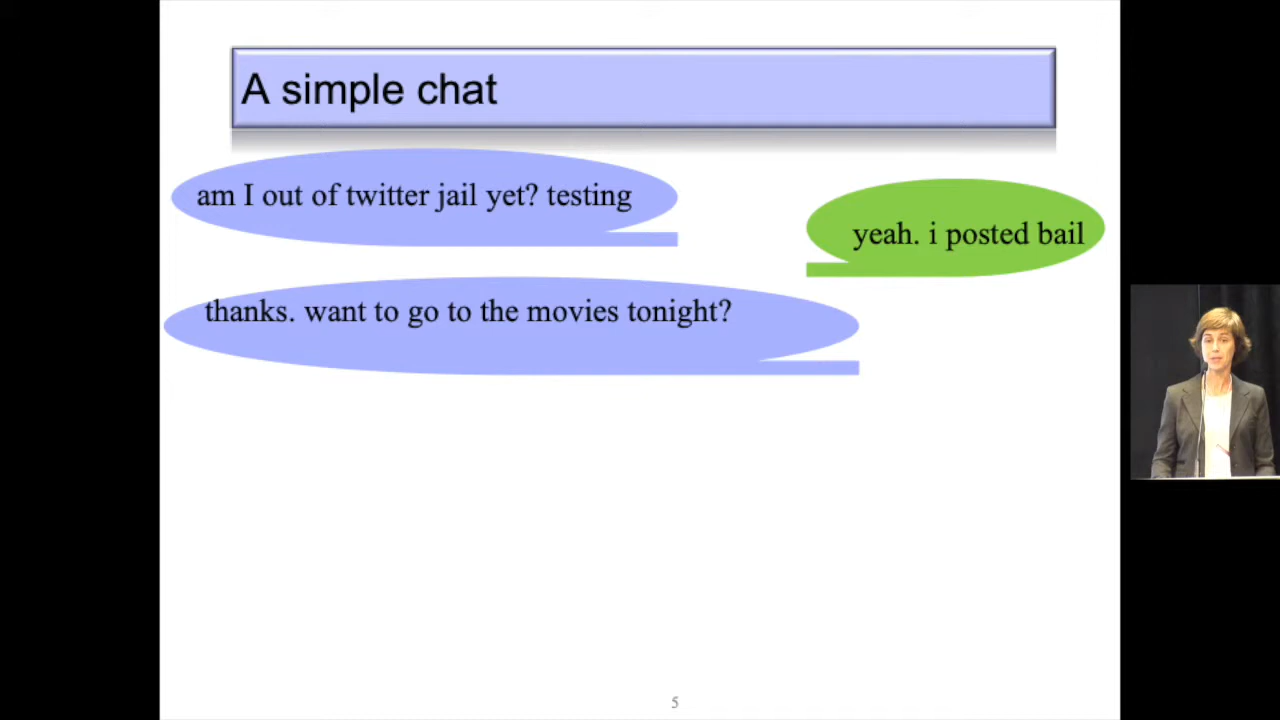 A simple chat
am I out of twitter jail yet? testing
yeah. i posted bail
thanks. want to go to the movies tonight?
5